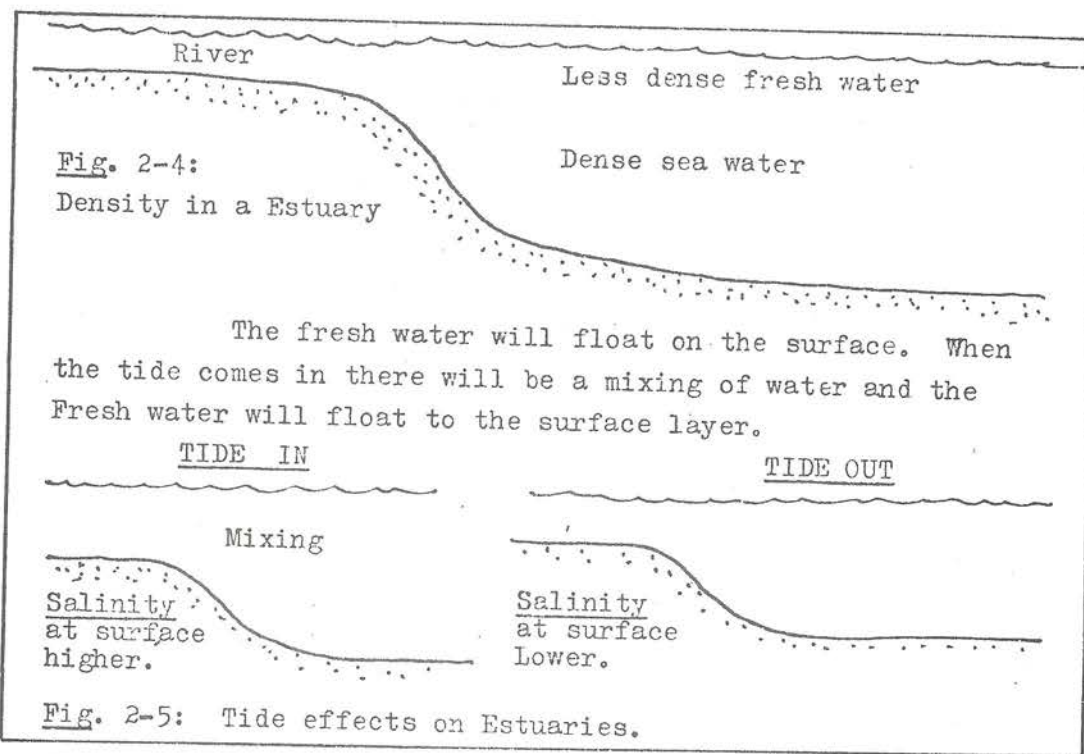 River
Less dense fresh water
Fig. 2-4:
Dense sea water
Density in a Estuary
The fresh water will float on the surface. When
the tide comes in there will be a mixing of water and the
Fresh water will float to the surface layer.
TIDE IN
TIDE OUT
Mixing
Salinity
at surface
higher.
Salinity
at surface
Lower.
Fig. 2-5: Tide effects on Estuaries.